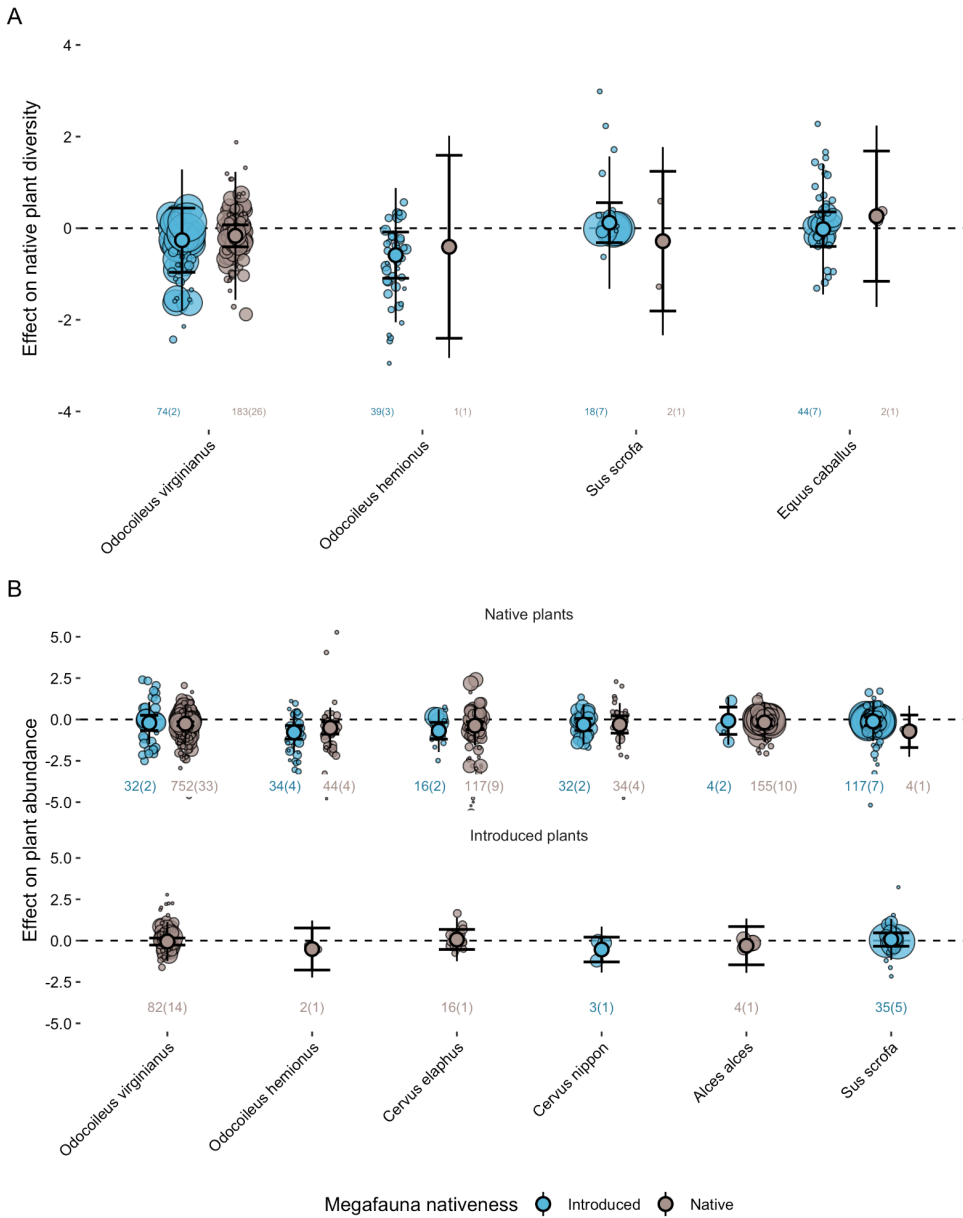 A
Effect on native plant diversity
4
2
0
-2
-4
74(2) 183(26) 39(3) 1(1) 18(7) 2(1) 44(7) 2(1)
Odocoileus virginianus
Odocoileus hemionus
Sus scrofa
Equus caballus
B
Effect on plant abundance
Native plants
5.0
2.5
0.0
-2.5
-5.0
32(2) 752(33) 34(4) 44(4) 16(2) 117(9) 32(2) 34(4) 4(2) 155(10) 117(7) 4(1)
Introduced plants
5.0
2.5
0.0
-2.5
-5.0
82(14) 2(1) 16(1) 3(1) 4(1) 35(5)
Odocoileus virginianus
Odocoileus hemionus
Cervus elaphus
Cervus nippon
Alces alces
Sus scrofa
Megafauna nativeness Introduced Native